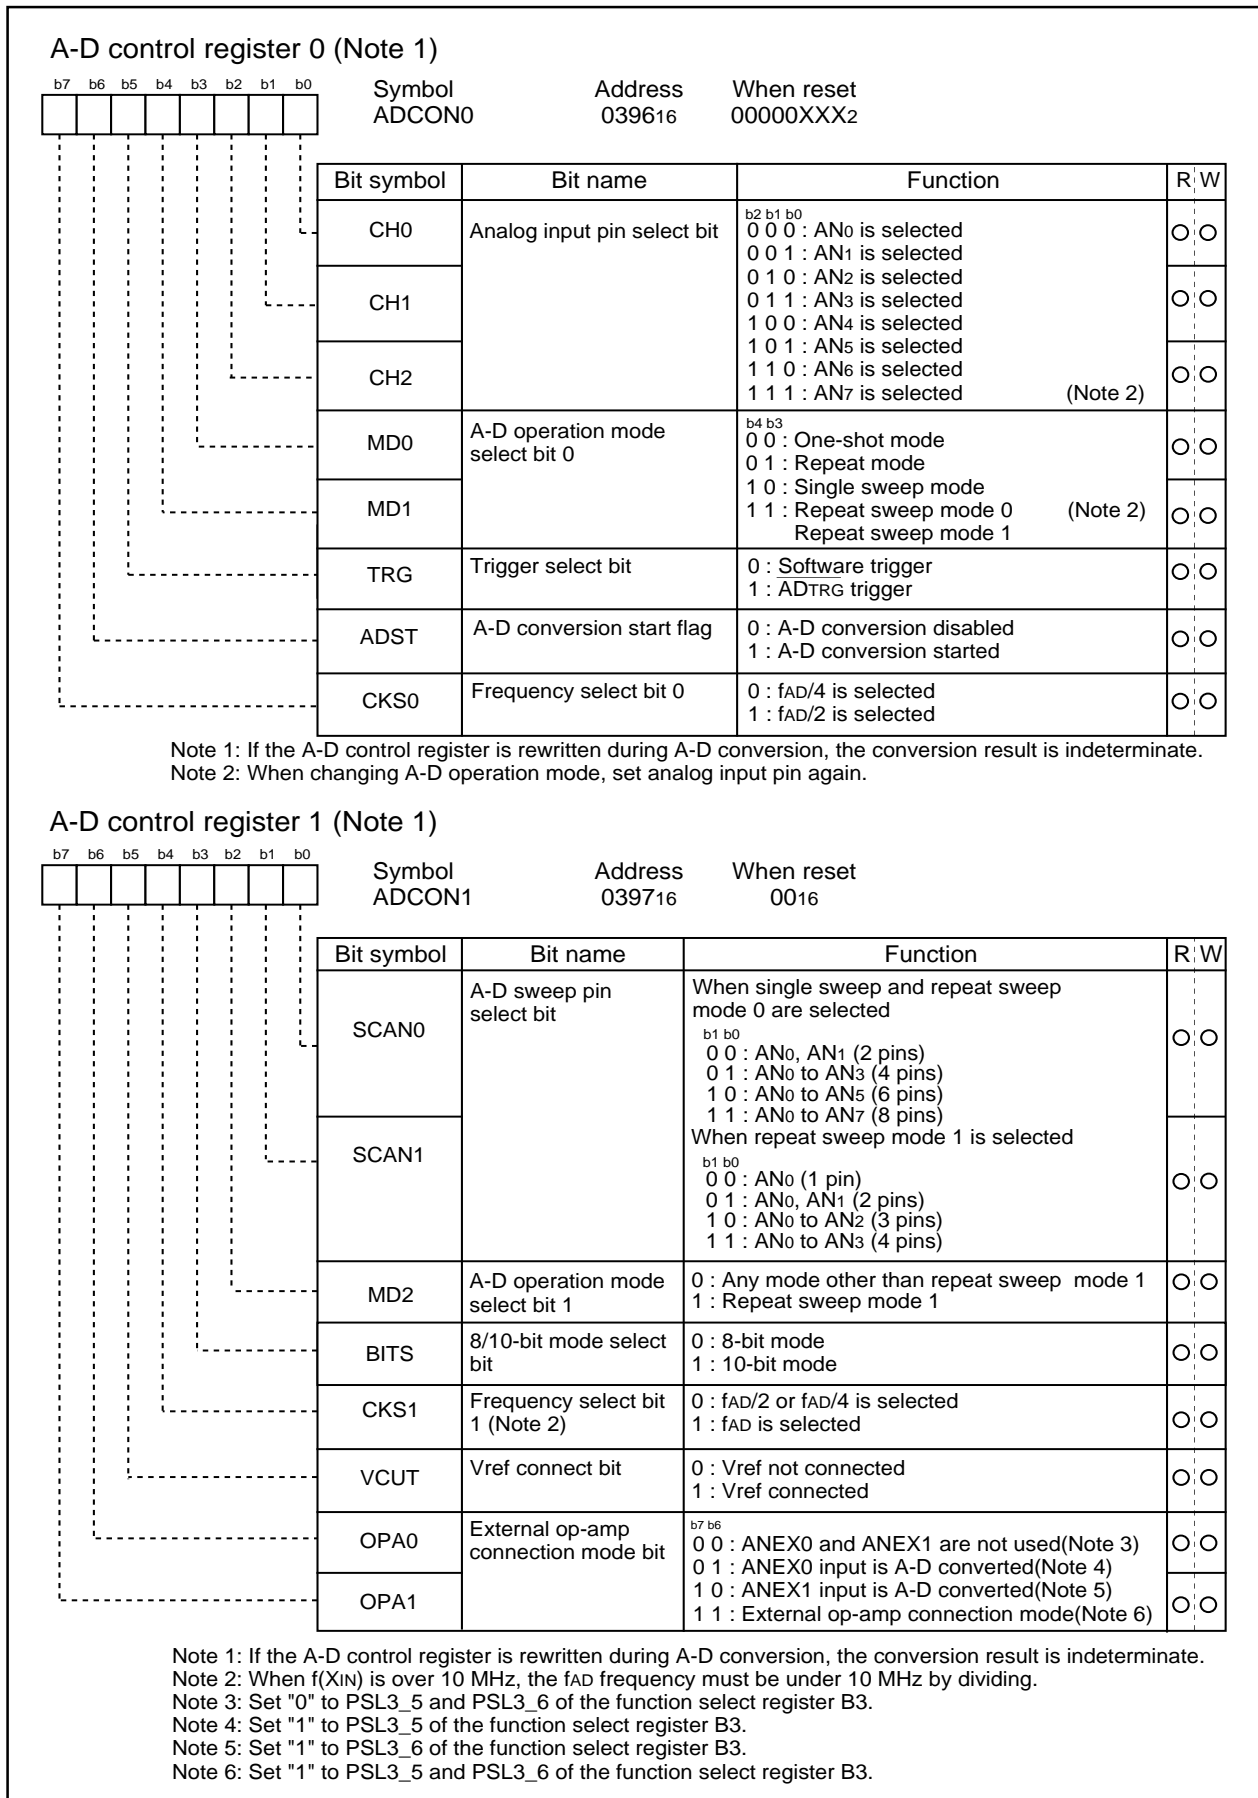 A-D control register 0 (Note 1)
b7 b6 b5 b4 b3 b2 b1 b0
Symbol Address When reset
ADCON0 039616 00000XXX2
Bit symbol Bit name Function R W
CH0 Analog input pin select bit
b2 b1 b0
0 0 0 : AN0 is selected
0 0 1 : AN1 is selected
0 1 0 : AN2 is selected
CH1
0 1 1 : AN3 is selected
1 0 0 : AN4 is selected
1 0 1 : AN5 is selected
CH2
1 1 0 : AN6 is selected
1 1 1 : AN7 is selected (Note 2)
MD0 A-D operation mode
select bit 0
b4 b3
0 0 : One-shot mode
0 1 : Repeat mode
MD1
1 0 : Single sweep mode
1 1 : Repeat sweep mode 0 (Note 2)
Repeat sweep mode 1
TRG Trigger select bit
0 : Software trigger
1 : ADTRG trigger
ADST A-D conversion start flag
0 : A-D conversion disabled
1 : A-D conversion started
CKS0 Frequency select bit 0
0 : fAD/4 is selected
1 : fAD/2 is selected
Note 1: If the A-D control register is rewritten during A-D conversion, the conversion result is indeterminate.
Note 2: When changing A-D operation mode, set analog input pin again.
A-D control register 1 (Note 1)
b7 b6 b5 b4 b3 b2 b1 b0
Symbol Address When reset
ADCON1 039716 0016
Bit symbol Bit name Function R W
SCAN0 A-D sweep pin
select bit
When single sweep and repeat sweep
mode 0 are selected
b1 b0
0 0 : AN0, AN1 (2 pins)
0 1 : AN0 to AN3 (4 pins)
1 0 : AN0 to AN5 (6 pins)
1 1 : AN0 to AN7 (8 pins)
SCAN1
When repeat sweep mode 1 is selected
b1 b0
0 0 : AN0 (1 pin)
0 1 : AN0, AN1 (2 pins)
1 0 : AN0 to AN2 (3 pins)
1 1 : AN0 to AN3 (4 pins)
MD2 A-D operation mode
select bit 1
0 : Any mode other than repeat sweep mode 1
1 : Repeat sweep mode 1
BITS 8/10-bit mode select
bit
0 : 8-bit mode
1 : 10-bit mode
CKS1 Frequency select bit
1 (Note 2)
0 : fAD/2 or fAD/4 is selected
1 : fAD is selected
VCUT Vref connect bit
0 : Vref not connected
1 : Vref connected
OPA0 External op-amp
connection mode bit
b7 b6
0 0 : ANEX0 and ANEX1 are not used(Note 3)
0 1 : ANEX0 input is A-D converted(Note 4)
OPA1
1 0 : ANEX1 input is A-D converted(Note 5)
1 1 : External op-amp connection mode(Note 6)
Note 1: If the A-D control register is rewritten during A-D conversion, the conversion result is indeterminate.
Note 2: When f(XIN) is over 10 MHz, the fAD frequency must be under 10 MHz by dividing.
Note 3: Set "0" to PSL3_5 and PSL3_6 of the function select register B3.
Note 4: Set "1" to PSL3_5 of the function select register B3.
Note 5: Set "1" to PSL3_6 of the function select register B3.
Note 6: Set "1" to PSL3_5 and PSL3_6 of the function select register B3.